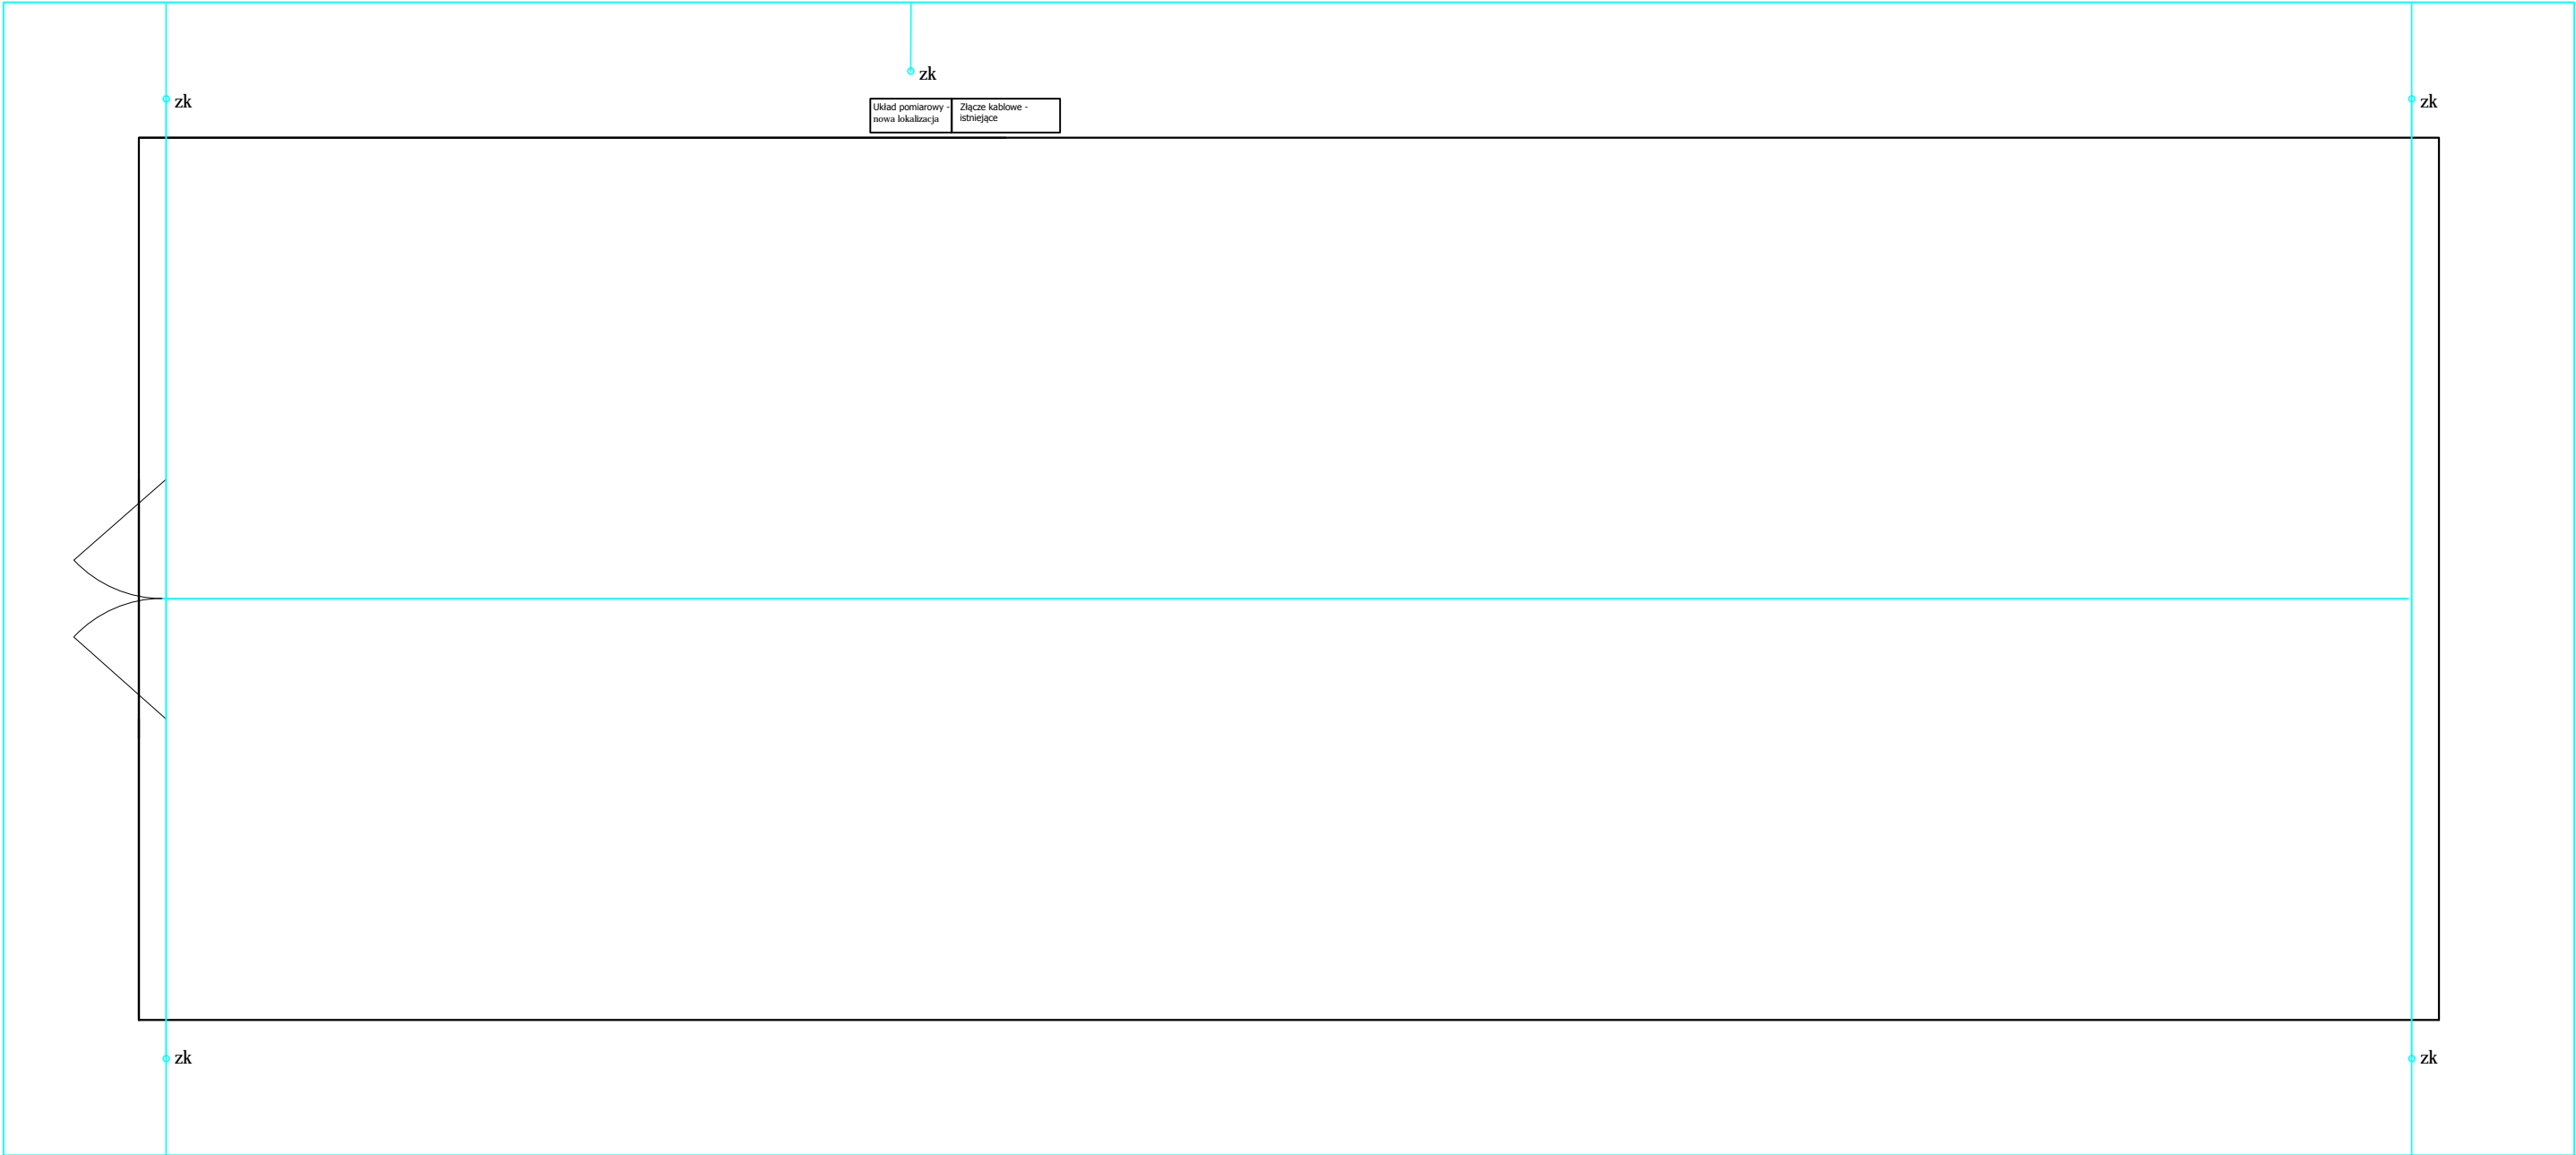 zk
zk
zk
Układ pomiarowy -
nowa lokalizacja
Złącze kablowe -
istniejące
zk
zk